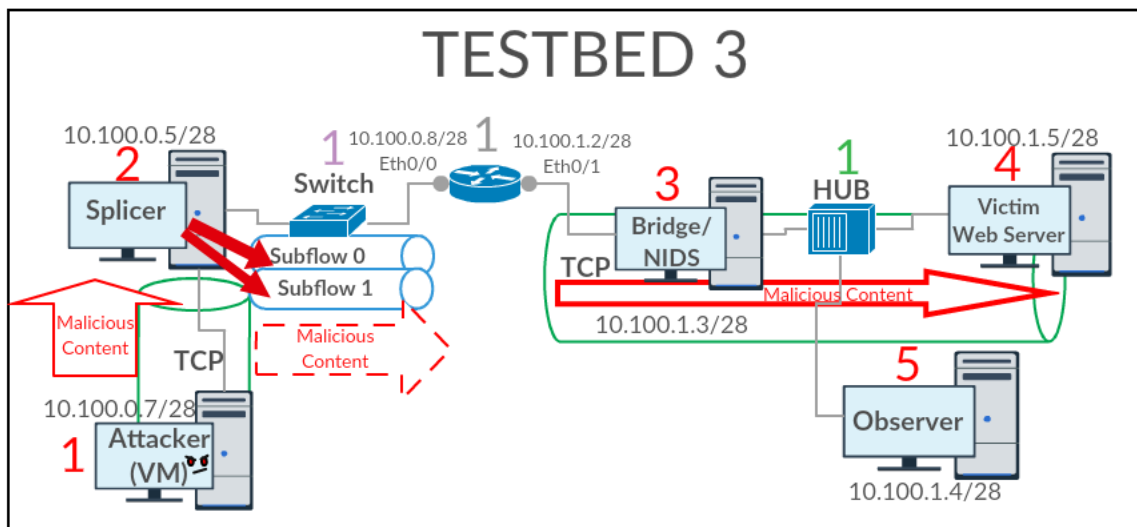 TESTBED 3
10.100.0.5/28
2
Splicer
1
Switch
10.100.0.8/28
Eth0/0
1
10.100.1.2/28
Eth0/1
3
Bridge/
NIDS
1
HUB
10.100.1.5/28
4
Victim
Web Server
Subflow 0
Subflow 1
TCP
Malicious Content
10.100.1.3/28
Malicious
Content
Malicious
Content
TCP
10.100.0.7/28
1
Attacker
(VM)
5
Observer
10.100.1.4/28